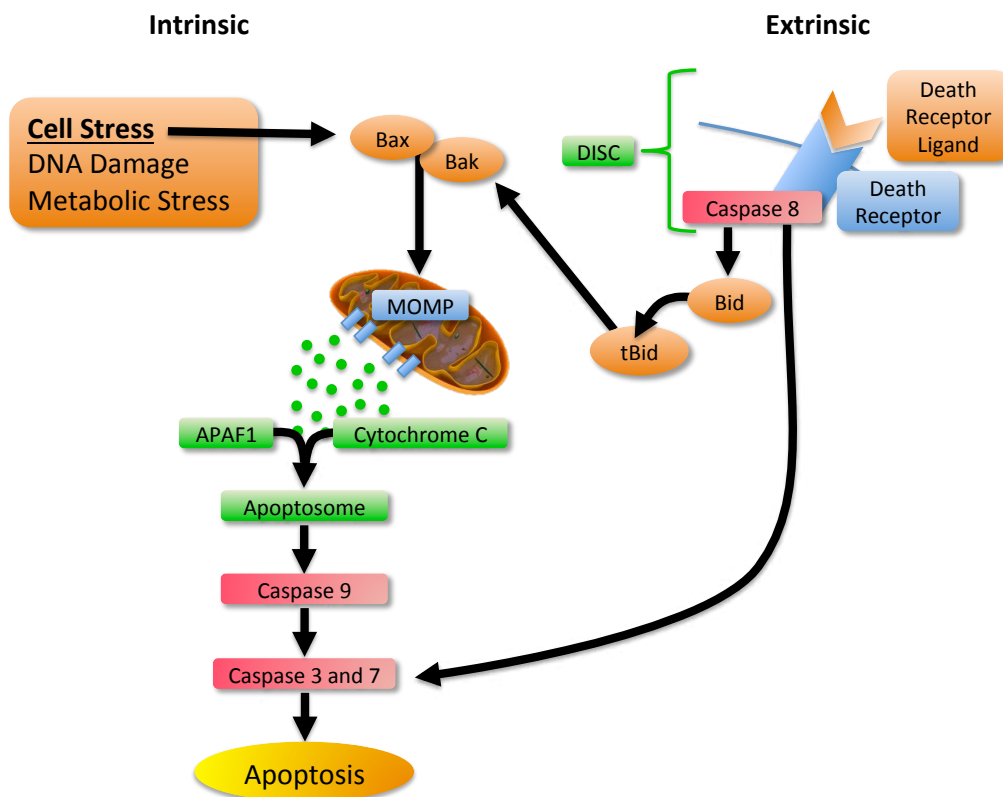 Intrinsic
Extrinsic
Cell Stress
DNA Damage
Metabolic Stress
Bax
Bak
DISC
Death
Receptor
Ligand
Death
Receptor
Caspase 8
MOMP
Bid
tBid
APAF1
Cytochrome C
Apoptosome
Caspase 9
Caspase 3 and 7
Apoptosis